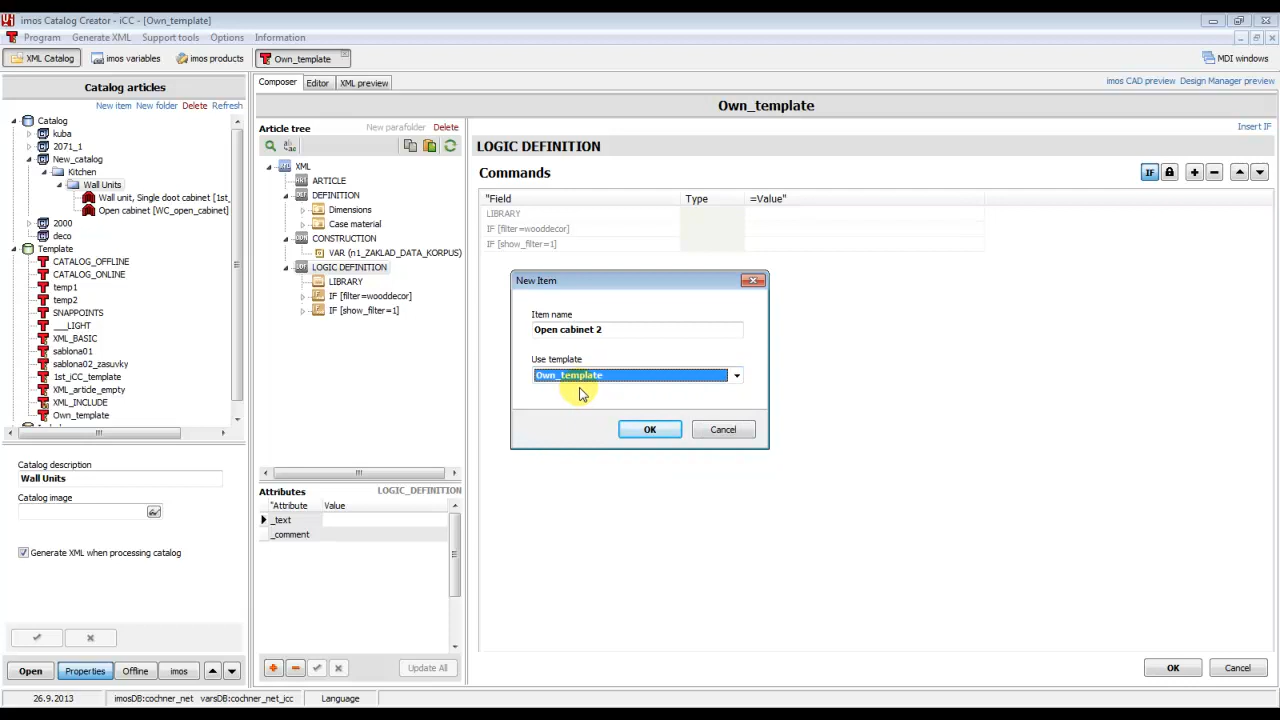 imos Catalog Creator - iCC - [Own_template]
Program Generate XML Support tools Options Information
XML Catalog imos variables imos products Own_template MDI windows
Catalog articles
New item New folder Delete Refresh
Catalog
kuba
2071_1
New_catalog
Kitchen
Wall Units
Wall unit, Single doot cabinet [1st_
Open cabinet [WC_open_cabinet]
2000
deco
Template
CATALOG_OFFLINE
CATALOG_ONLINE
temp1
temp2
SNAPPOINTS
___LIGHT
XML_BASIC
sablona01
sablona02_zasuvky
1st_iCC_template
XML_article_empty
XML_INCLUDE
Own_template
Catalog description
Wall Units
Catalog image
Generate XML when processing catalog
Open Properties Offline imos
Composer Editor XML preview
imos CAD preview Design Manager preview
Own_template
Article tree New parafolder Delete
XML
ARTICLE
DEFINITION
Dimensions
Case material
CONSTRUCTION
VAR (n1_ZAKLAD_DATA_KORPUS)
LOGIC DEFINITION
LIBRARY
IF [filter=wooddecor]
IF [show_filter=1]
Attributes LOGIC_DEFINITION
"Attribute Value
_text
_comment
Update All
Insert IF
LOGIC DEFINITION
Commands
IF
"Field Type =Value"
LIBRARY
IF [filter=wooddecor]
IF [show_filter=1]
New Item
Item name
Open cabinet 2
Use template
Own_template
OK Cancel
OK Cancel
26.9.2013 imosDB:cochner_net varsDB:cochner_net_icc Language